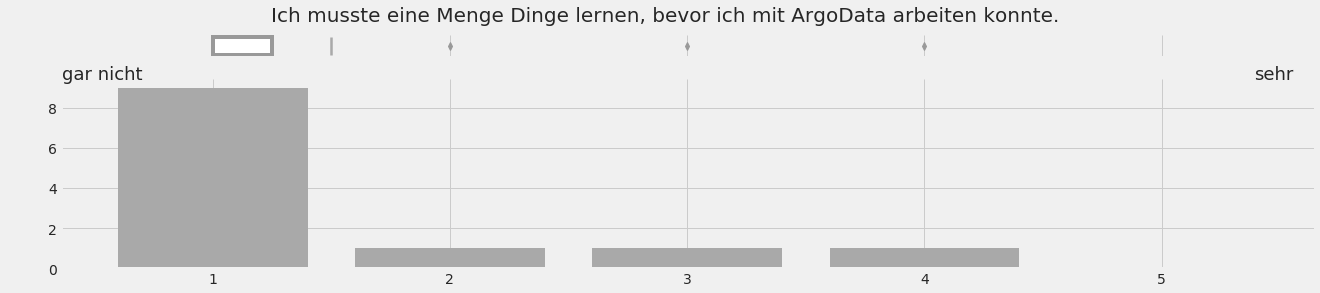 Ich musste eine Menge Dinge lernen, bevor ich mit ArgoData arbeiten konnte.
gar nicht sehr
8
6
4
2
0
1 2 3 4 5